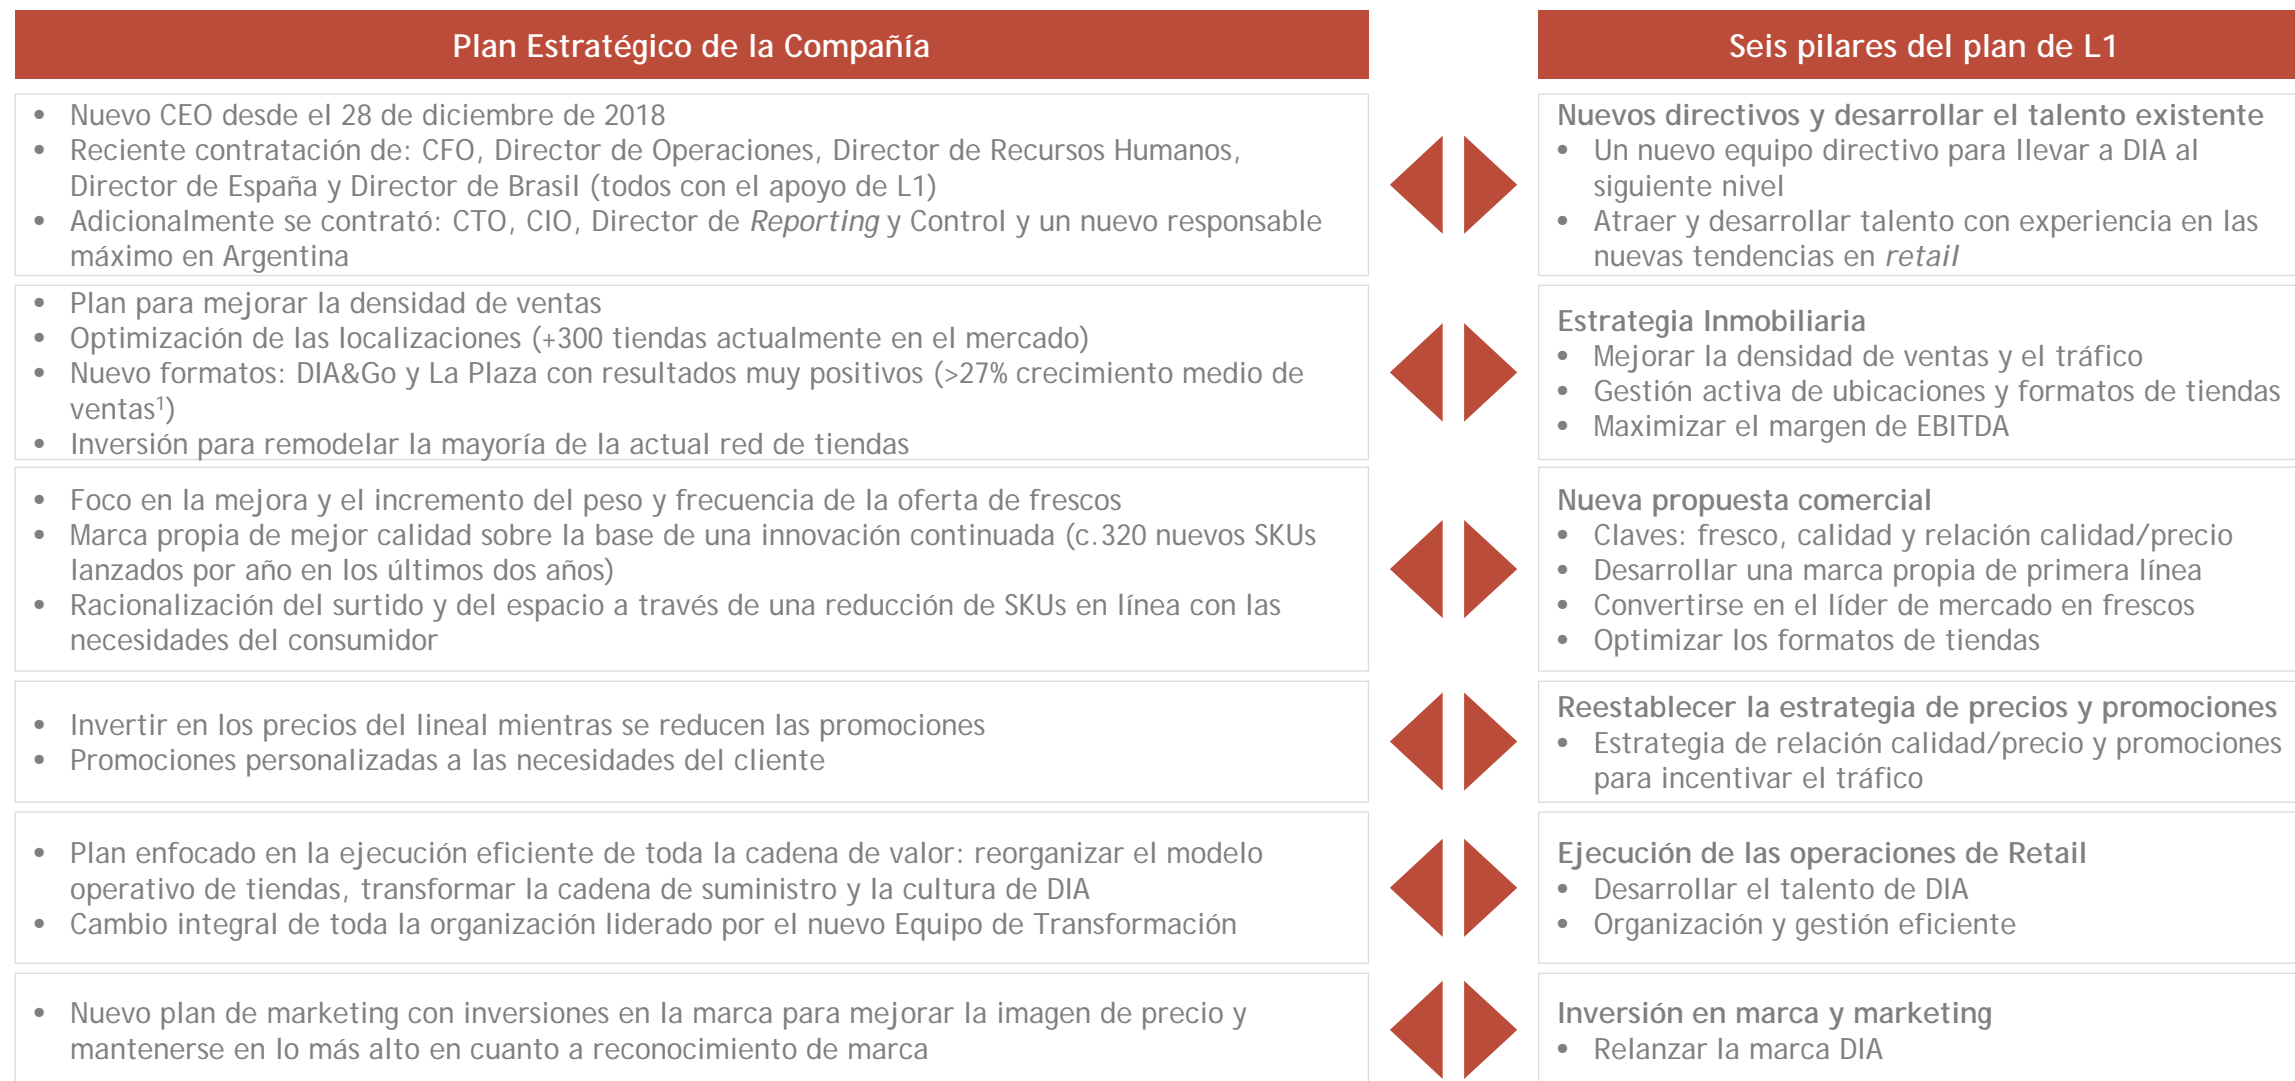 Plan Estratégico de la Compañía
Seis pilares del plan de L1
• Nuevo CEO desde el 28 de diciembre de 2018
• Reciente contratación de: CFO, Director de Operaciones, Director de Recursos Humanos,
Director de España y Director de Brasil (todos con el apoyo de L1)
• Adicionalmente se contrató: CTO, CIO, Director de Reporting y Control y un nuevo responsable
máximo en Argentina
Nuevos directivos y desarrollar el talento existente
• Un nuevo equipo directivo para llevar a DIA al
siguiente nivel
• Atraer y desarrollar talento con experiencia en las
nuevas tendencias en retail
• Plan para mejorar la densidad de ventas
• Optimización de las localizaciones (+300 tiendas actualmente en el mercado)
• Nuevo formatos: DIA&Go y La Plaza con resultados muy positivos (>27% crecimiento medio de
ventas¹)
• Inversión para remodelar la mayoría de la actual red de tiendas
Estrategia Inmobiliaria
• Mejorar la densidad de ventas y el tráfico
• Gestión activa de ubicaciones y formatos de tiendas
• Maximizar el margen de EBITDA
• Foco en la mejora y el incremento del peso y frecuencia de la oferta de frescos
• Marca propia de mejor calidad sobre la base de una innovación continuada (c.320 nuevos SKUs
lanzados por año en los últimos dos años)
• Racionalización del surtido y del espacio a través de una reducción de SKUs en línea con las
necesidades del consumidor
Nueva propuesta comercial
• Claves: fresco, calidad y relación calidad/precio
• Desarrollar una marca propia de primera línea
• Convertirse en el líder de mercado en frescos
• Optimizar los formatos de tiendas
• Invertir en los precios del lineal mientras se reducen las promociones
• Promociones personalizadas a las necesidades del cliente
Reestablecer la estrategia de precios y promociones
• Estrategia de relación calidad/precio y promociones
para incentivar el tráfico
• Plan enfocado en la ejecución eficiente de toda la cadena de valor: reorganizar el modelo
operativo de tiendas, transformar la cadena de suministro y la cultura de DIA
• Cambio integral de toda la organización liderado por el nuevo Equipo de Transformación
Ejecución de las operaciones de Retail
• Desarrollar el talento de DIA
• Organización y gestión eficiente
• Nuevo plan de marketing con inversiones en la marca para mejorar la imagen de precio y
mantenerse en lo más alto en cuanto a reconocimiento de marca
Inversión en marca y marketing
• Relanzar la marca DIA